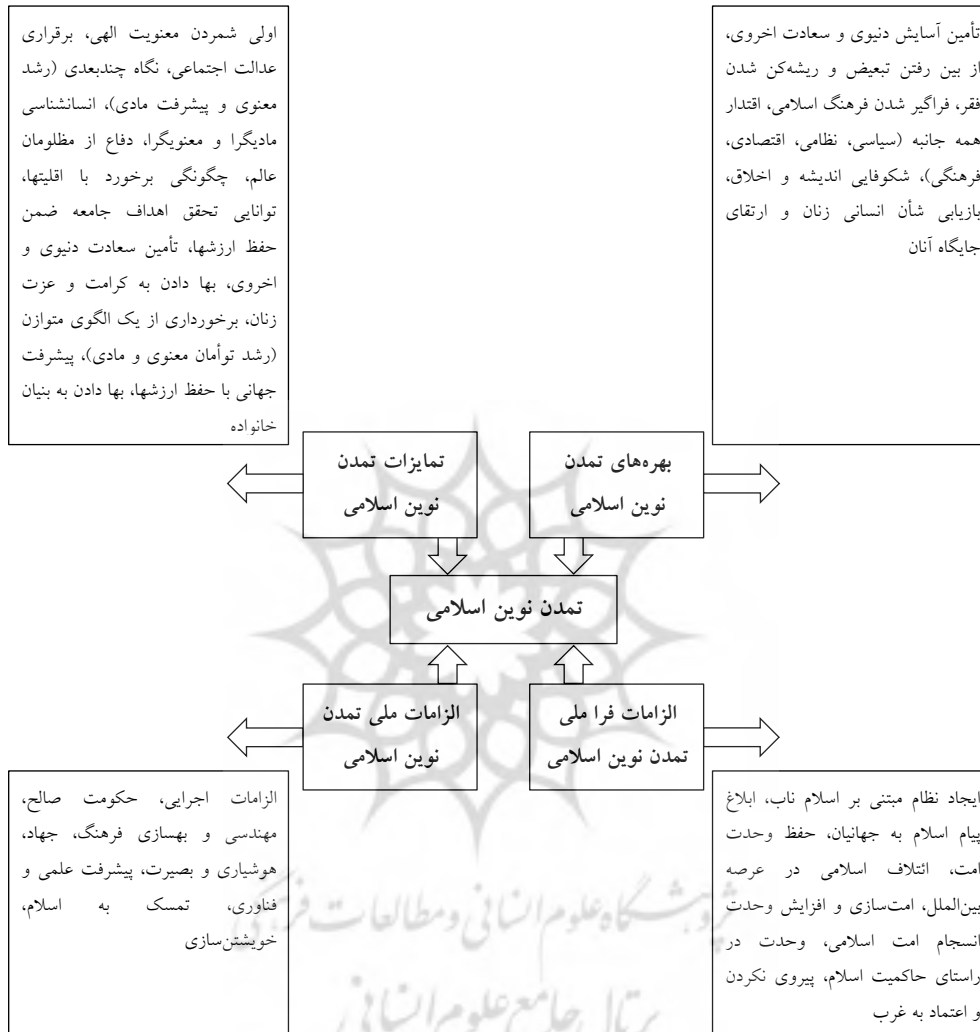 تأمین آسایش دنیوی و سعادت اخروی،
از بین رفتن تبعیض و ریشه‌کن شدن
فقر، فراگیر شدن فرهنگ اسلامی، اقتدار
همه جانبه (سیاسی، نظامی، اقتصادی،
فرهنگی)، شکوفایی اندیشه و اخلاق،
بازیابی شأن انسانی زنان و ارتقای
جایگاه آنان
اولی شمردن معنویت الهی، برقراری
عدالت اجتماعی، نگاه چندبعدی (رشد
معنوی و پیشرفت مادی)، انسانشناسی
مادیگرا و معنویگرا، دفاع از مظلومان
عالم، چگونگی برخورد با اقلیتها،
توانایی تحقق اهداف جامعه ضمن
حفظ ارزشها، تأمین سعادت دنیوی و
اخروی، بها دادن به کرامت و عزت
زنان، برخورداری از یک الگوی متوازن
(رشد توأمان معنوی و مادی)، پیشرفت
جهانی با حفظ ارزشها، بها دادن به بنیان
خانواده
بهره‌های تمدن
نوین اسلامی
تمایزات تمدن
نوین اسلامی
تمدن نوین اسلامی
الزامات فرا ملی
تمدن نوین اسلامی
الزامات ملی تمدن
نوین اسلامی
ایجاد نظام مبتنی بر اسلام ناب، ابلاغ
پیام اسلام به جهانیان، حفظ وحدت
امت، ائتلاف اسلامی در عرصه
بین‌الملل، امت‌سازی و افزایش وحدت
انسجام امت اسلامی، وحدت در
راستای حاکمیت اسلام، پیروی نکردن
و اعتماد به غرب
الزامات اجرایی، حکومت صالح،
مهندسی و بهسازی فرهنگ، جهاد،
هوشیاری و بصیرت، پیشرفت علمی و
فناوری، تمسک به اسلام،
خویشتن‌سازی
پژوهشگاه علوم انسانی و مطالعات فرهنگی
پرتال جامع علوم انسانی